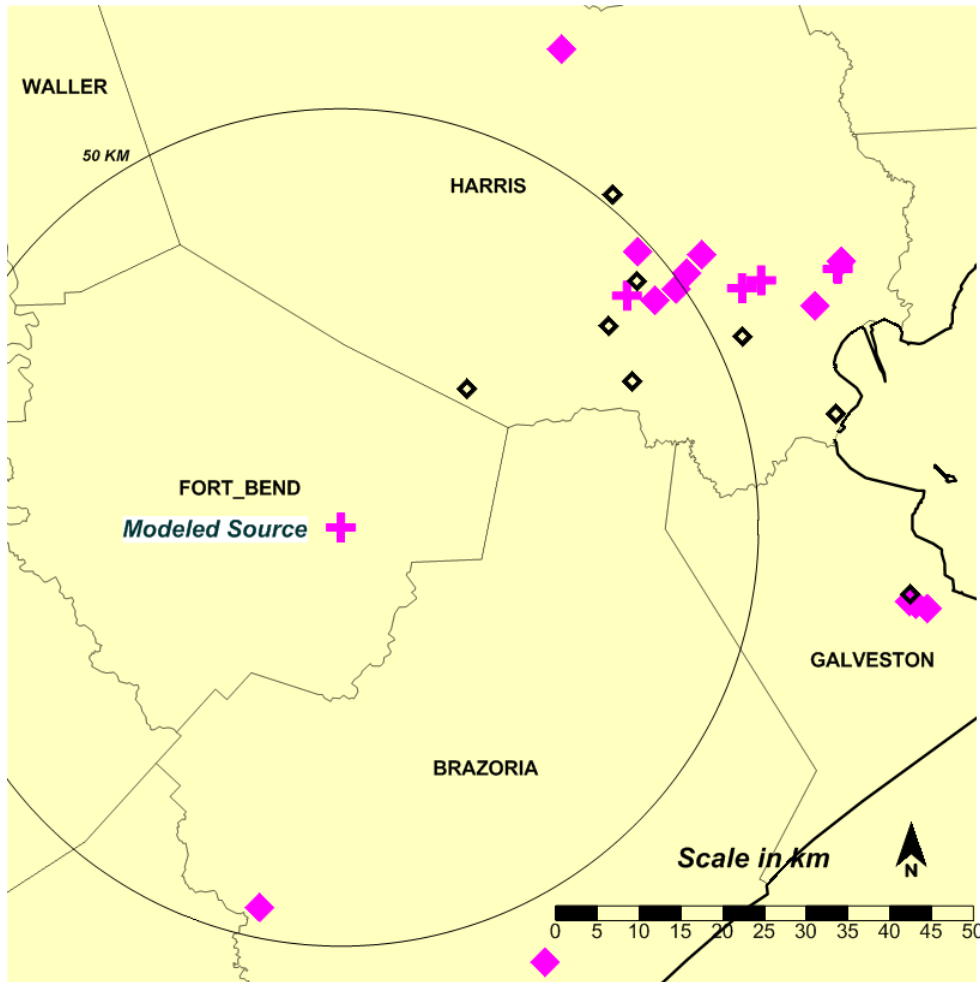 WALLER
50 KM
HARRIS
FORT_BEND
Modeled Source
GALVESTON
BRAZORIA
Scale in km
N
0 5 10 15 20 25 30 35 40 45 50